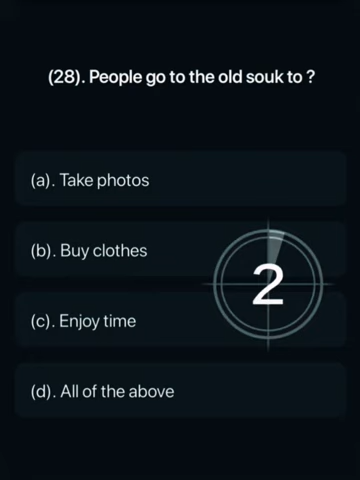 (28). People go to the old souk to ?
(a). Take photos
(b). Buy clothes
2
(c). Enjoy time
(d). All of the above